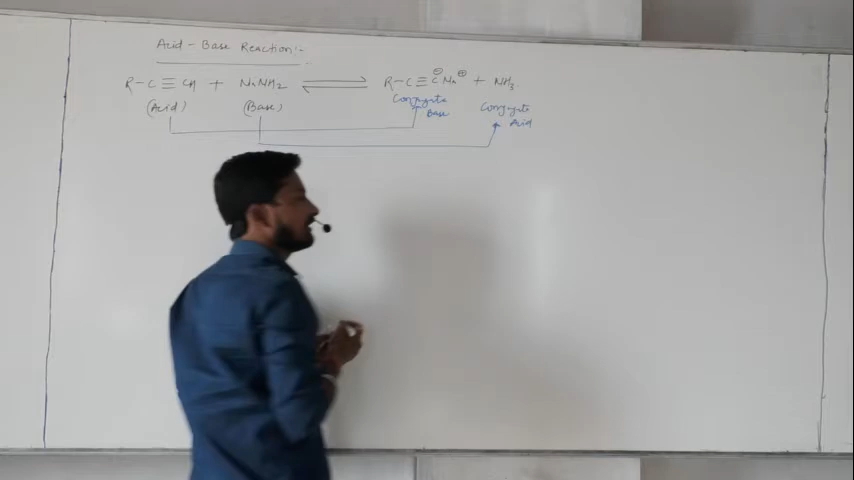 Acid - Base Reaction :-
R - C ≡ CH + NaNH₂ ⇌ R - C ≡ C⊖ Na⊕ + NH₃
(Acid) (Base) Conjugate Base Conjugate Acid